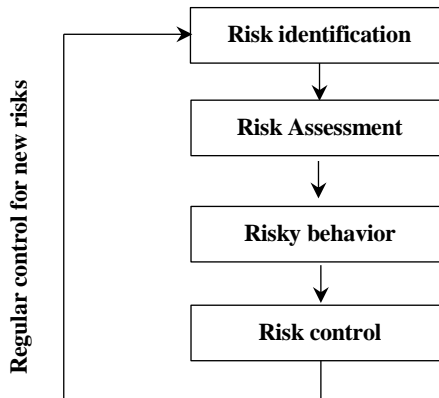 Risk identification
Risk Assessment
Risky behavior
Risk control
Regular control for new risks